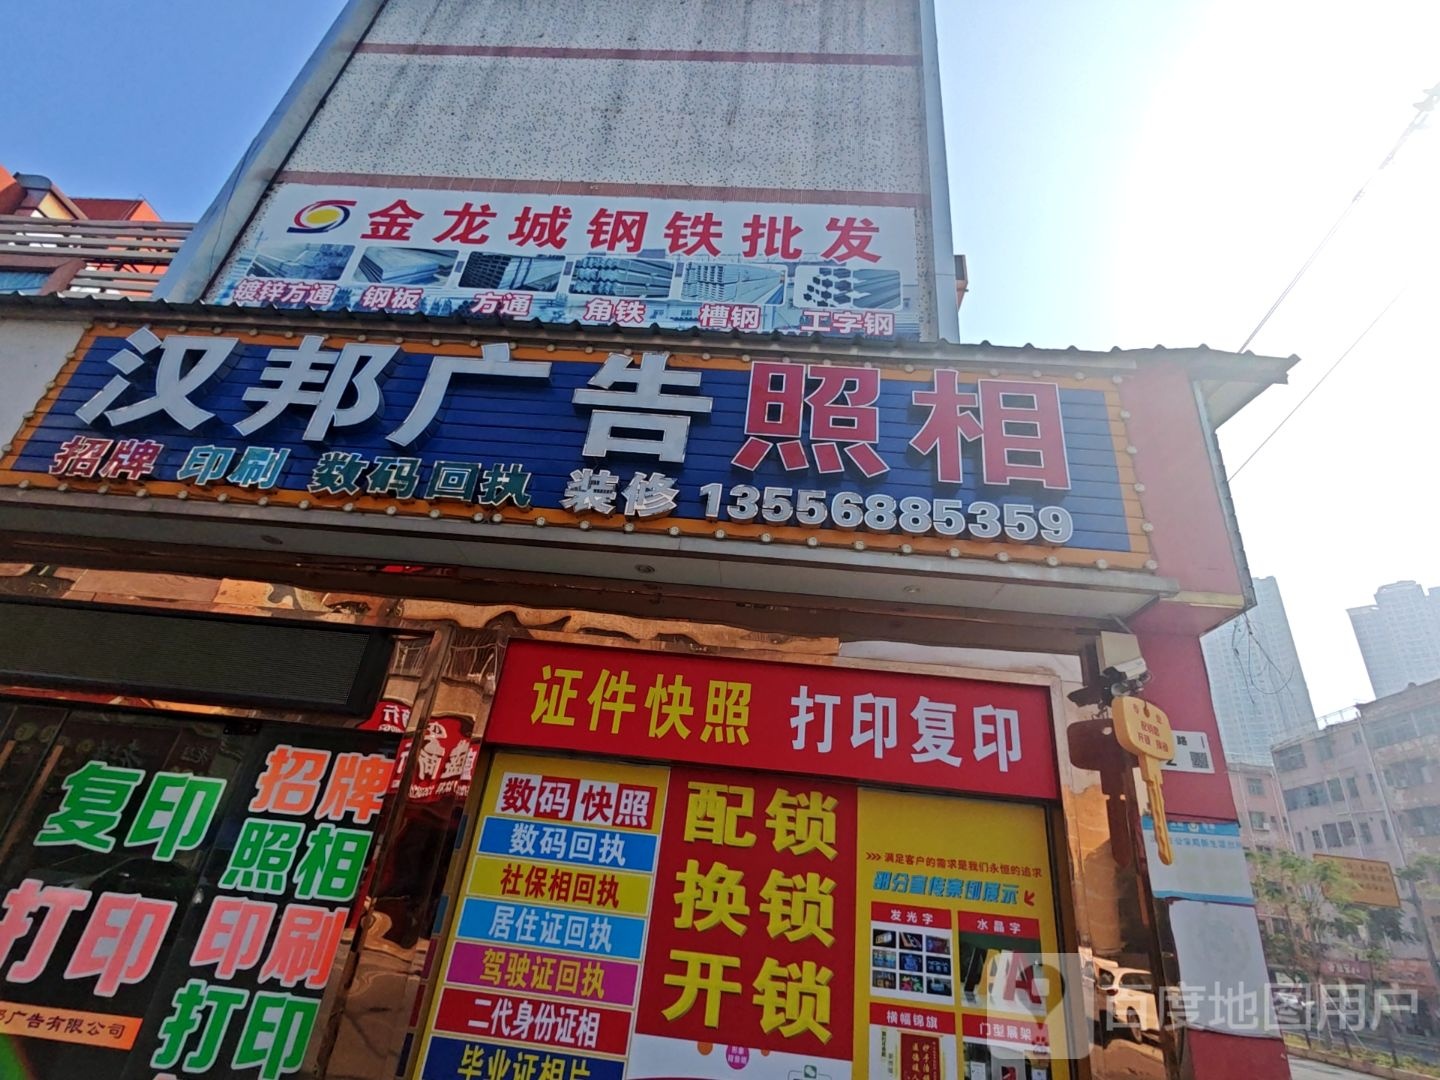 金龙城钢铁批发
镀锌方通 钢板 方通 角铁 槽钢 工字钢
汉邦广告照相
招牌 印刷 数码回执 装修 13556885359
证件快照 打印复印
数码快照
数码回执
社保相回执
居住证回执
驾驶证回执
二代身份证相
毕业证相片
配锁
换锁
开锁
满足客户的需求是我们永恒的追求
部分宣传案例展示
发光字 水晶字
横幅锦旗 门型展架
复印 招牌
照相
打印 印刷
打印
广告有限公司
路
百度地图用户